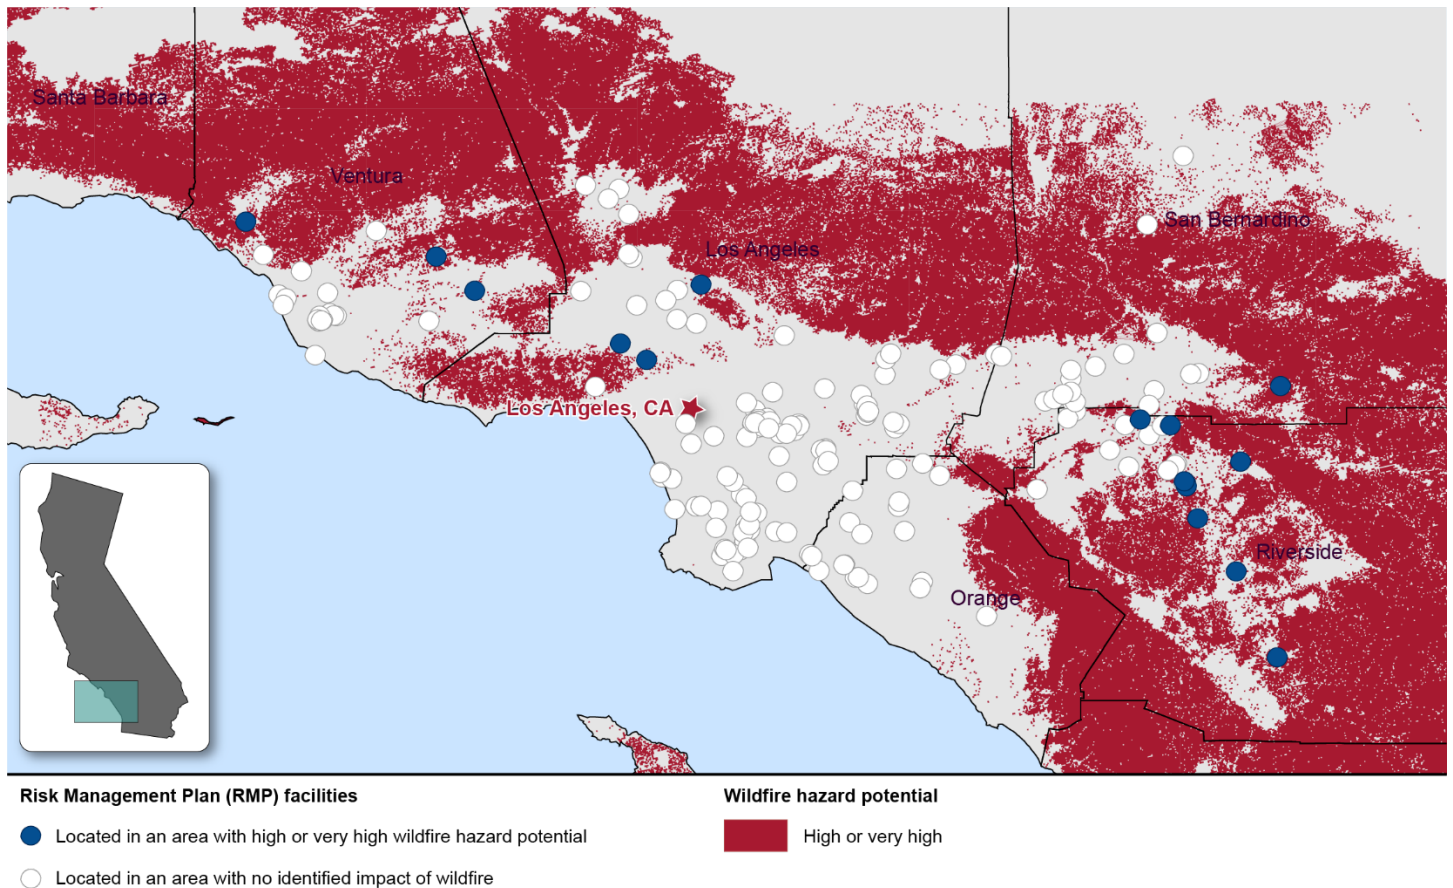 Santa Barbara
Ventura
Los Angeles
San Bernardino
Los Angeles, CA
Riverside
Orange
Risk Management Plan (RMP) facilities
Located in an area with high or very high wildfire hazard potential
Located in an area with no identified impact of wildfire
Wildfire hazard potential
High or very high